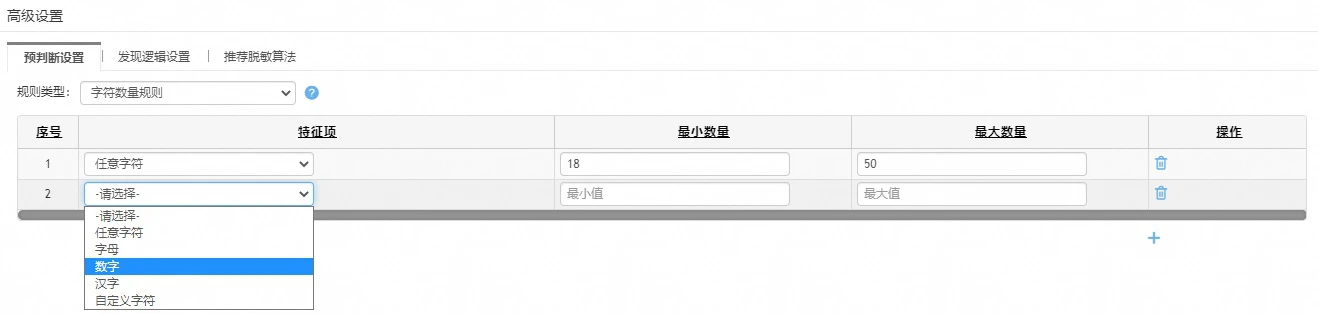 高级设置
预判断设置 | 发现逻辑设置 | 推荐脱敏算法
规则类型： 字符数量规则 ?
序号 特征项 最小数量 最大数量 操作
1 任意字符 18 50
2 -请选择- 最小值 最大值
-请选择-
任意字符
字母
数字
汉字
自定义字符